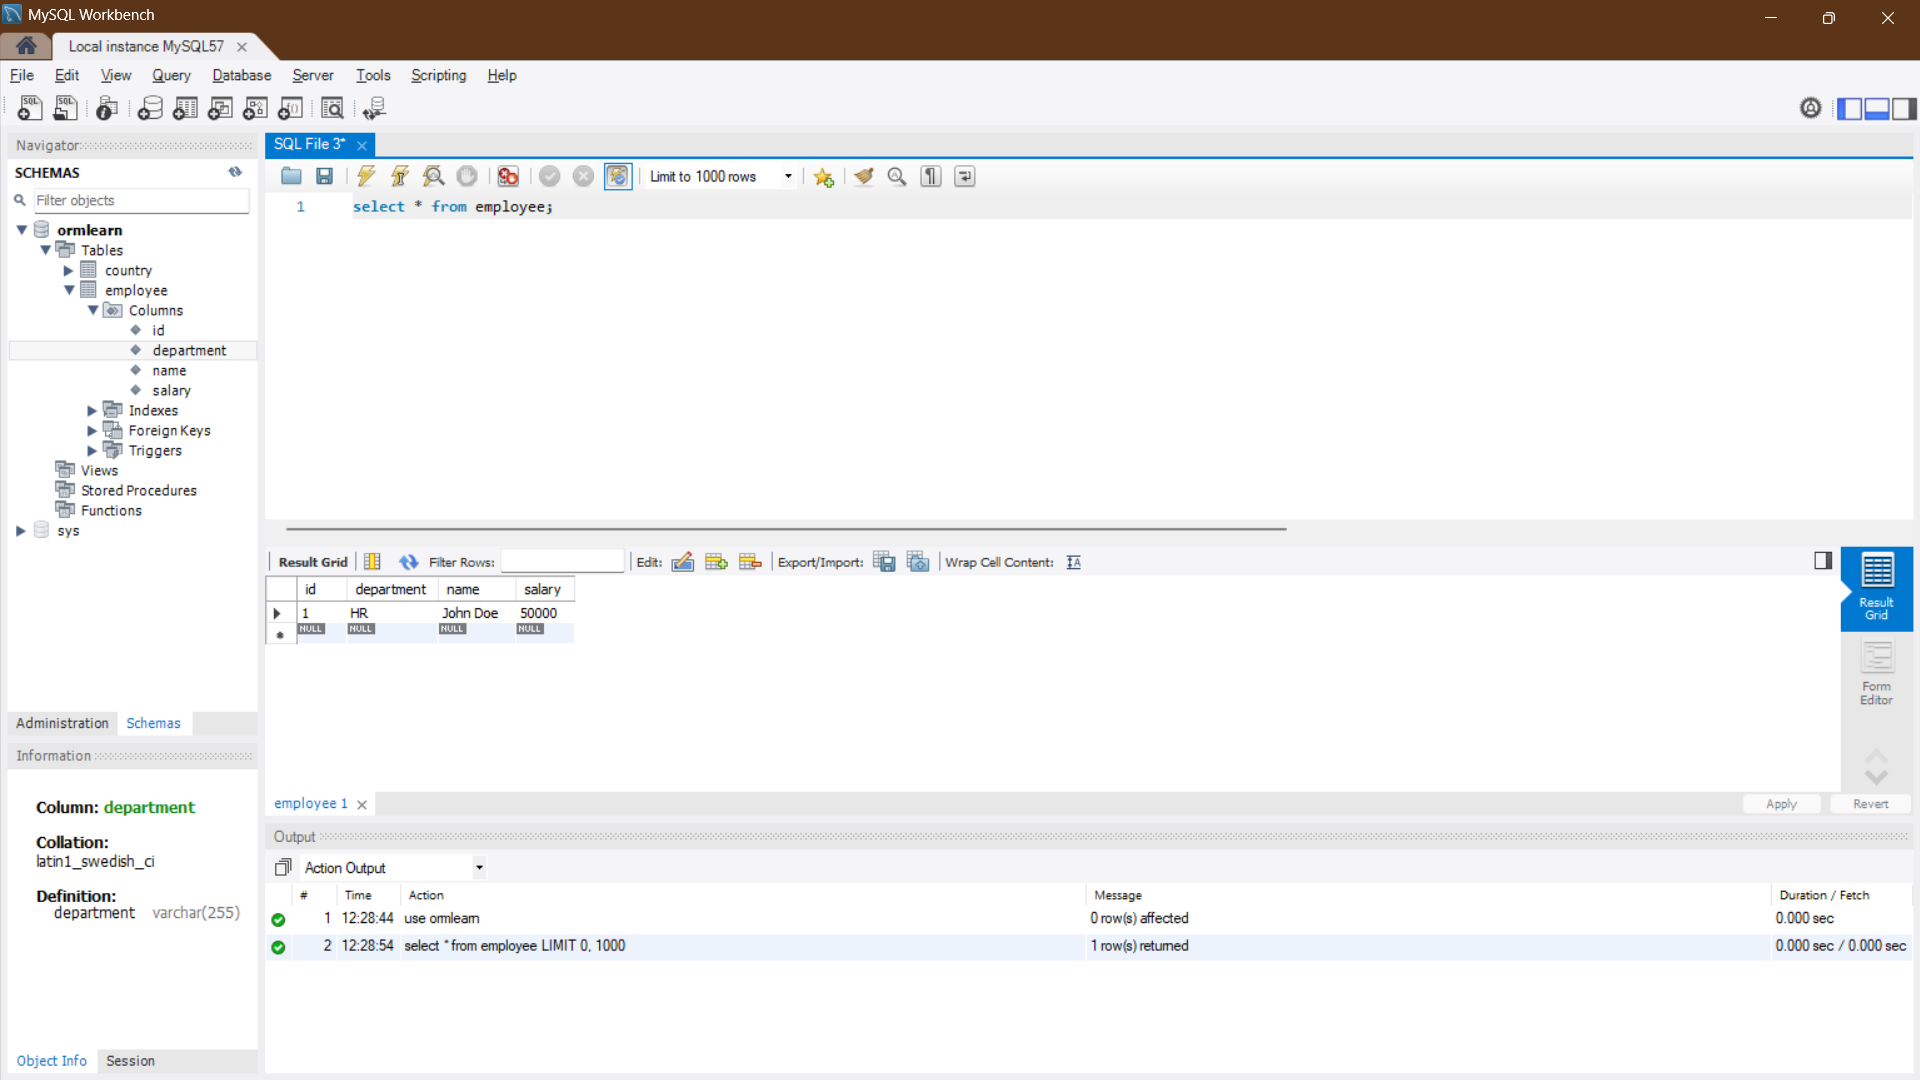 MySQL Workbench
Local instance MySQL57
File Edit View Query Database Server Tools Scripting Help
Navigator
SCHEMAS
Filter objects
ormlearn
Tables
country
employee
Columns
id
department
name
salary
Indexes
Foreign Keys
Triggers
Views
Stored Procedures
Functions
sys
Administration Schemas
Information
Column: department
Collation:
latin1_swedish_ci
Definition:
department varchar(255)
Object Info Session
SQL File 3*
Limit to 1000 rows
1 select * from employee;
Result Grid Filter Rows: Edit: Export/Import: Wrap Cell Content:
id department name salary
1 HR John Doe 50000
NULL NULL NULL NULL
Result
Grid
Form
Editor
employee 1
Apply Revert
Output
Action Output
# Time Action Message Duration / Fetch
1 12:28:44 use ormlearn 0 row(s) affected 0.000 sec
2 12:28:54 select * from employee LIMIT 0, 1000 1 row(s) returned 0.000 sec / 0.000 sec